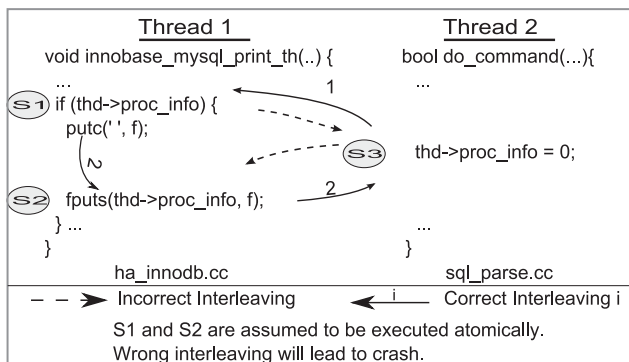 Thread 1 Thread 2
void innobase_mysql_print_th(..) { bool do_command(...){
... ...
1
S1 if (thd->proc_info) {
putc(' ', f);
S3 thd->proc_info = 0;
2
S2 fputs(thd->proc_info, f); 2
} ... ...
} }
ha_innodb.cc sql_parse.cc
Incorrect Interleaving i Correct Interleaving i
S1 and S2 are assumed to be executed atomically.
Wrong interleaving will lead to crash.